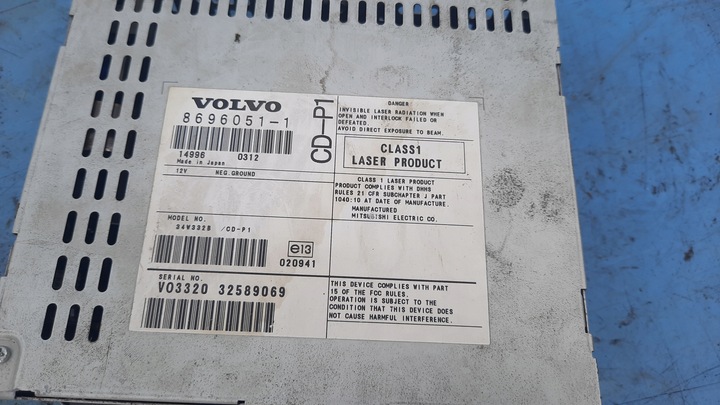 VOLVO
8696051-1
14996 0312
Made in Japan
CD-P1
12V NEG.GROUND
MODEL NO.
34W332B /CD-P1
e13
020941
SERIAL NO.
V03320 32589069
DANGER
INVISIBLE LASER RADIATION WHEN
OPEN AND INTERLOCK FAILED OR
DEFEATED.
AVOID DIRECT EXPOSURE TO BEAM.
CLASS1
LASER PRODUCT
CLASS 1 LASER PRODUCT
PRODUCT COMPLIES WITH DHHS
RULES 21 CFR SUBCHAPTER J PART
1040:10 AT DATE OF MANUFACTURE.
MANUFACTURED
MITSUBISHI ELECTRIC CO.
THIS DEVICE COMPLIES WITH PART
15 OF THE FCC RULES.
OPERATION IS SUBJECT TO THE
CONDITION THAT THIS DEVICE DOES
NOT CAUSE HARMFUL INTERFERENCE.